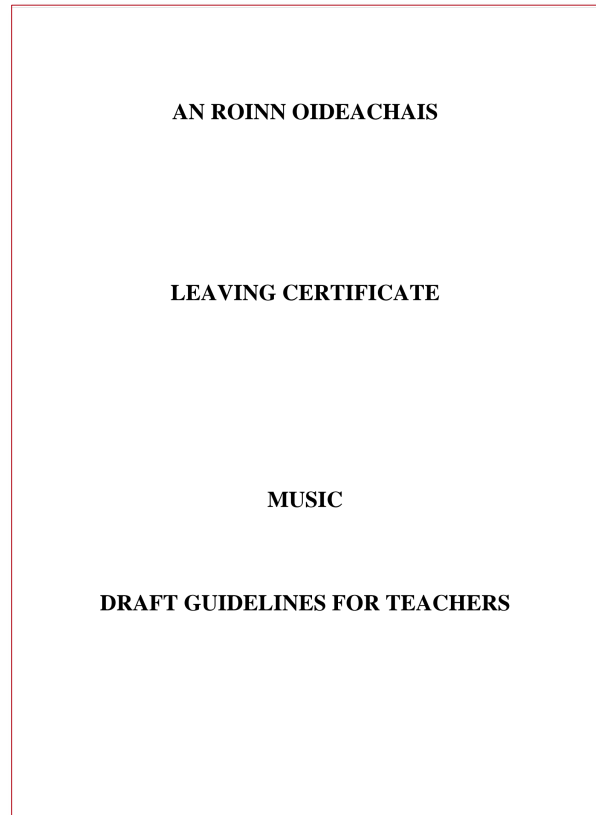 AN ROINN OIDEACHAIS
LEAVING CERTIFICATE
MUSIC
DRAFT GUIDELINES FOR TEACHERS